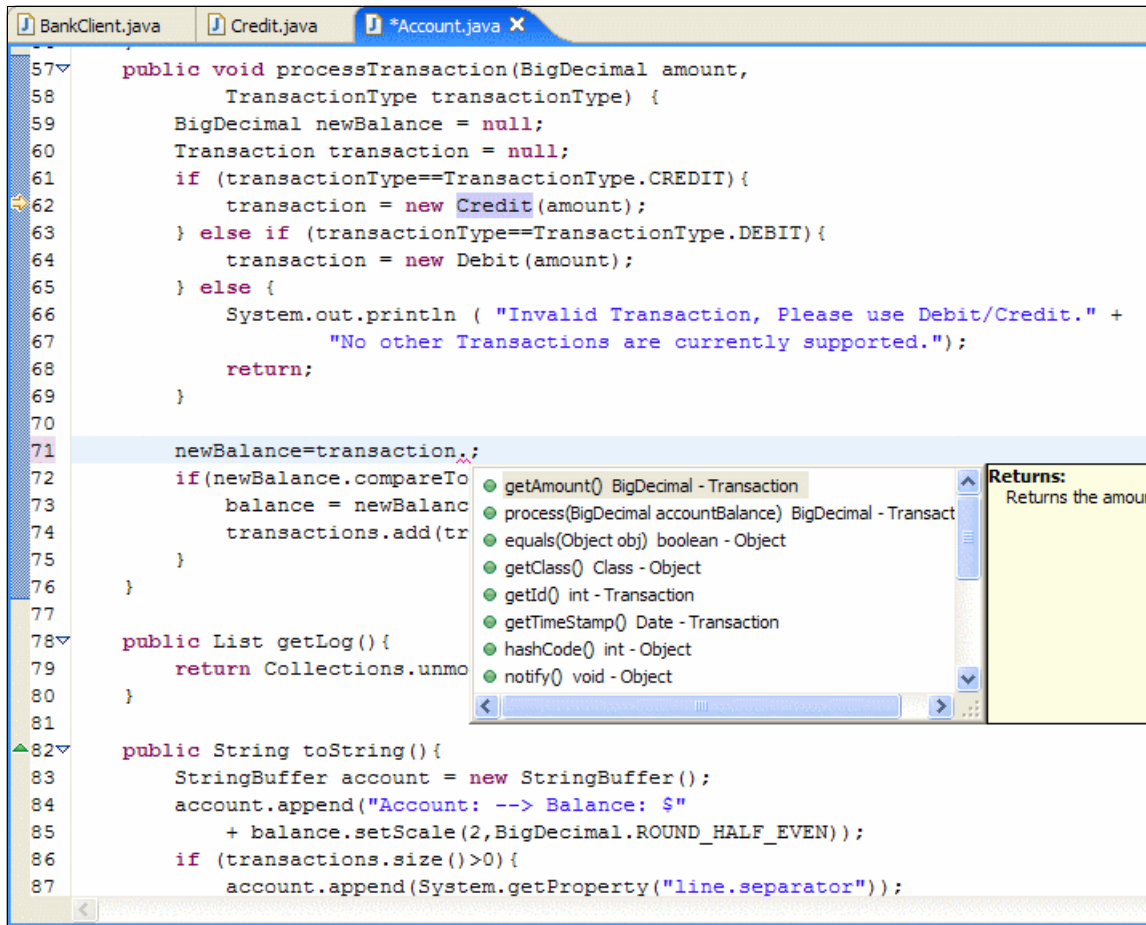 BankClient.java Credit.java *Account.java
57 public void processTransaction(BigDecimal amount,
58 TransactionType transactionType) {
59 BigDecimal newBalance = null;
60 Transaction transaction = null;
61 if (transactionType==TransactionType.CREDIT){
62 transaction = new Credit(amount);
63 } else if (transactionType==TransactionType.DEBIT){
64 transaction = new Debit(amount);
65 } else {
66 System.out.println ( "Invalid Transaction, Please use Debit/Credit." +
67 "No other Transactions are currently supported.");
68 return;
69 }
70
71 newBalance=transaction.;
72 if(newBalance.compareTo
73 balance = newBalanc
74 transactions.add(tr
75 }
76 }
77
78 public List getLog(){
79 return Collections.unmo
80 }
81
82 public String toString(){
83 StringBuffer account = new StringBuffer();
84 account.append("Account: --> Balance: $"
85 + balance.setScale(2,BigDecimal.ROUND_HALF_EVEN));
86 if (transactions.size()>0){
87 account.append(System.getProperty("line.separator"));
getAmount() BigDecimal - Transaction
process(BigDecimal accountBalance) BigDecimal - Transact
equals(Object obj) boolean - Object
getClass() Class - Object
getId() int - Transaction
getTimeStamp() Date - Transaction
hashCode() int - Object
notify() void - Object
Returns:
Returns the amour